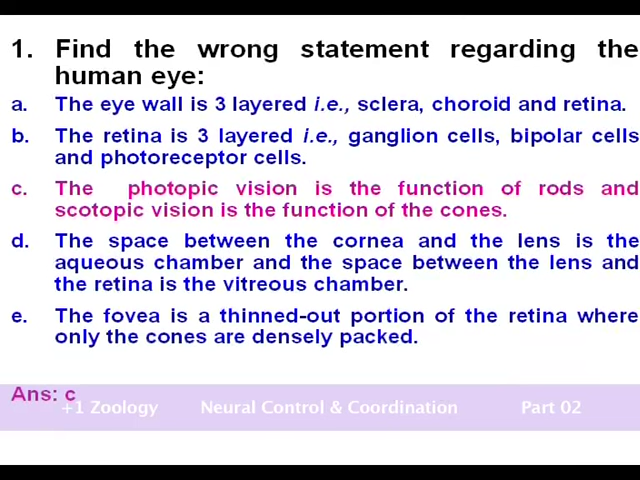 1. Find the wrong statement regarding the
human eye:
a. The eye wall is 3 layered i.e., sclera, choroid and retina.
b. The retina is 3 layered i.e., ganglion cells, bipolar cells
and photoreceptor cells.
c. The photopic vision is the function of rods and
scotopic vision is the function of the cones.
d. The space between the cornea and the lens is the
aqueous chamber and the space between the lens and
the retina is the vitreous chamber.
e. The fovea is a thinned-out portion of the retina where
only the cones are densely packed.
Ans: c
+1 Zoology Neural Control & Coordination Part 02